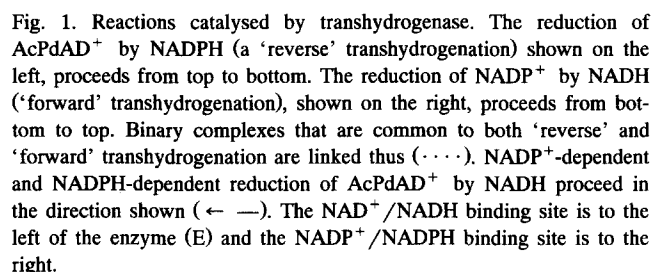 Fig. 1. Reactions catalysed by transhydrogenase. The reduction of
AcPdAD⁺ by NADPH (a ‘reverse’ transhydrogenation) shown on the
left, proceeds from top to bottom. The reduction of NADP⁺ by NADH
(‘forward’ transhydrogenation), shown on the right, proceeds from bot-
tom to top. Binary complexes that are common to both ‘reverse’ and
‘forward’ transhydrogenation are linked thus (····). NADP⁺-dependent
and NADPH-dependent reduction of AcPdAD⁺ by NADH proceed in
the direction shown (← —). The NAD⁺/NADH binding site is to the
left of the enzyme (E) and the NADP⁺/NADPH binding site is to the
right.